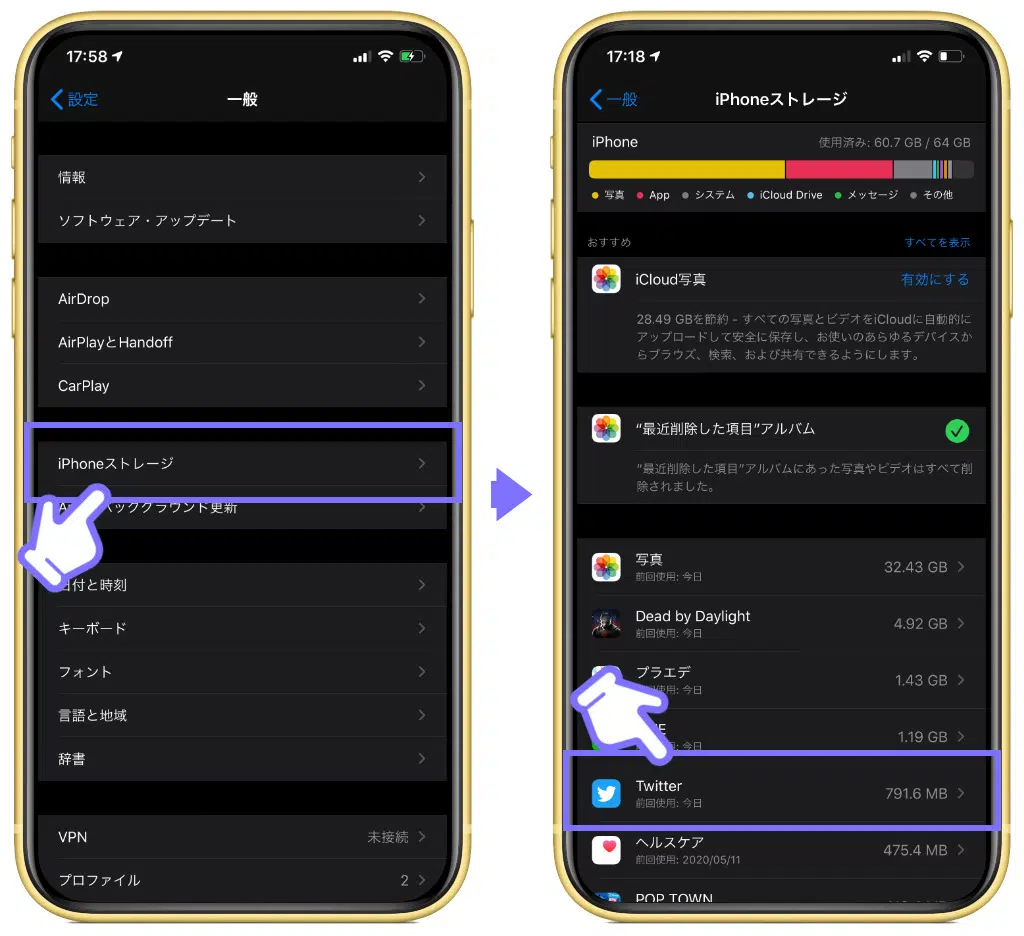 17:58
設定
一般
情報
ソフトウェア・アップデート
AirDrop
AirPlayとHandoff
CarPlay
iPhoneストレージ
バックグラウンド更新
日付と時刻
キーボード
フォント
言語と地域
辞書
VPN 未接続
プロファイル 2
17:18
一般
iPhoneストレージ
iPhone 使用済み: 60.7 GB / 64 GB
写真 App システム iCloud Drive メッセージ その他
おすすめ すべてを表示
iCloud写真 有効にする
28.49 GBを節約 – すべての写真とビデオをiCloudに自動的に
アップロードして安全に保存し、お使いのあらゆるデバイスか
らブラウズ、検索、および共有できるようにします。
“最近削除した項目”アルバム
“最近削除した項目”アルバムにあった写真やビデオはすべて削
除されました。
写真 32.43 GB
前回使用: 今日
Dead by Daylight 4.92 GB
前回使用: 今日
プラエデ 1.43 GB
使用: 今日
1.19 GB
今日
Twitter 791.6 MB
前回使用: 今日
ヘルスケア 475.4 MB
前回使用: 2020/05/11
POP TOWN